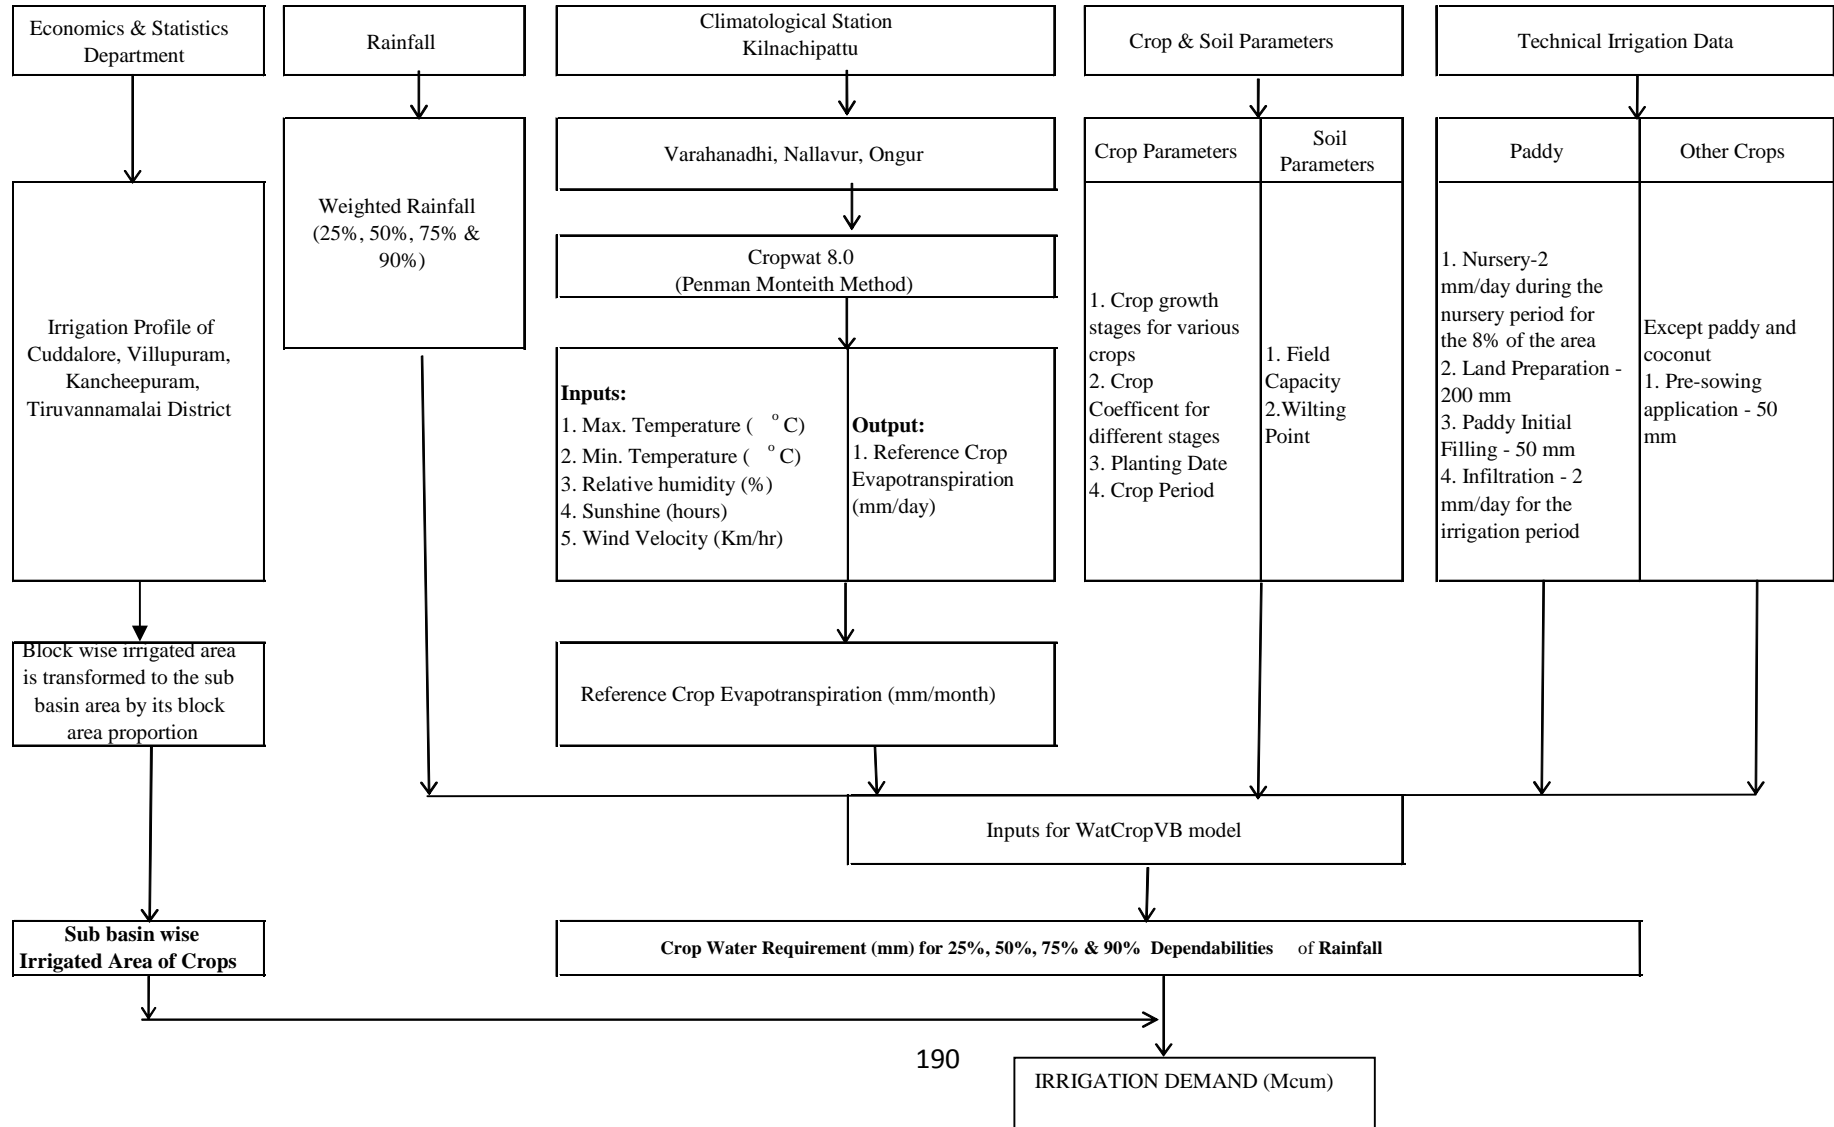 Economics & Statistics
Department
Rainfall
Climatological Station
Kilnachipattu
Crop & Soil Parameters
Technical Irrigation Data
Irrigation Profile of
Cuddalore, Villupuram,
Kancheepuram,
Tiruvannamalai District
Weighted Rainfall
(25%, 50%, 75% &
90%)
Varahanadhi, Nallavur, Ongur
Cropwat 8.0
(Penman Monteith Method)
Inputs:
1. Max. Temperature ( °C)
2. Min. Temperature ( °C)
3. Relative humidity (%)
4. Sunshine (hours)
5. Wind Velocity (Km/hr)
Output:
1. Reference Crop
Evapotranspiration
(mm/day)
Crop Parameters
1. Crop growth
stages for various
crops
2. Crop
Coefficent for
different stages
3. Planting Date
4. Crop Period
Soil
Parameters
1. Field
Capacity
2.Wilting
Point
Paddy
1. Nursery-2
mm/day during the
nursery period for
the 8% of the area
2. Land Preparation -
200 mm
3. Paddy Initial
Filling - 50 mm
4. Infiltration - 2
mm/day for the
irrigation period
Other Crops
Except paddy and
coconut
1. Pre-sowing
application - 50
mm
Block wise irrigated area
is transformed to the sub
basin area by its block
area proportion
Reference Crop Evapotranspiration (mm/month)
Inputs for WatCropVB model
Sub basin wise
Irrigated Area of Crops
Crop Water Requirement (mm) for 25%, 50%, 75% & 90% Dependabilities of Rainfall
190
IRRIGATION DEMAND (Mcum)